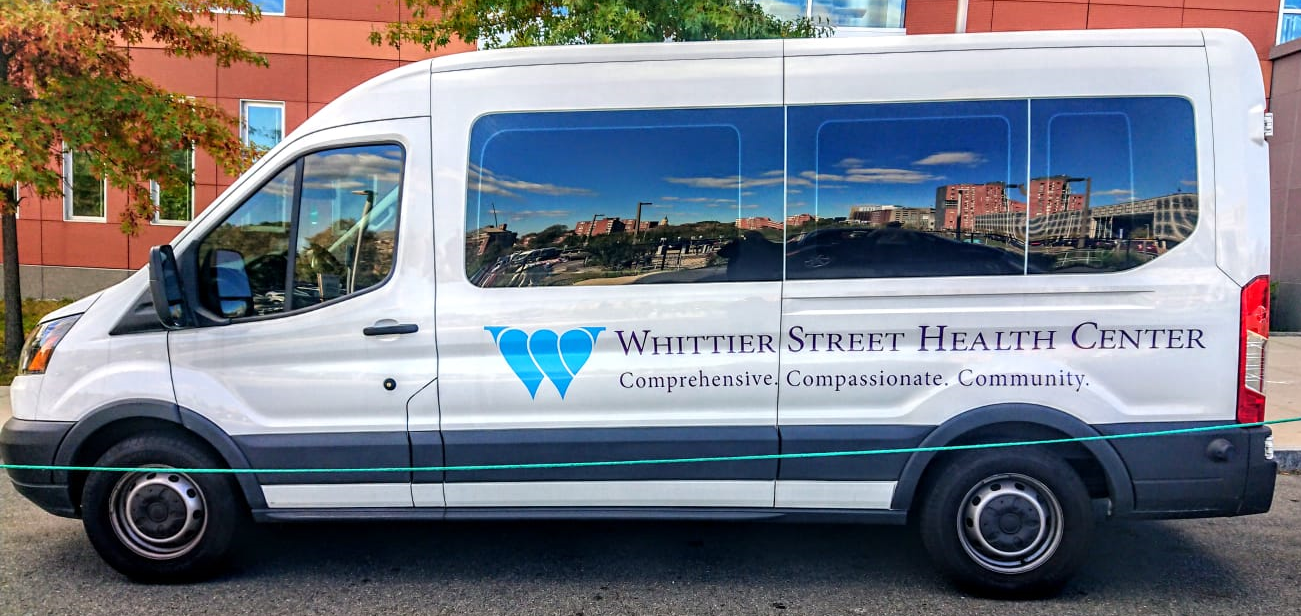 WHITTIER STREET HEALTH CENTER
Comprehensive. Compassionate. Community.